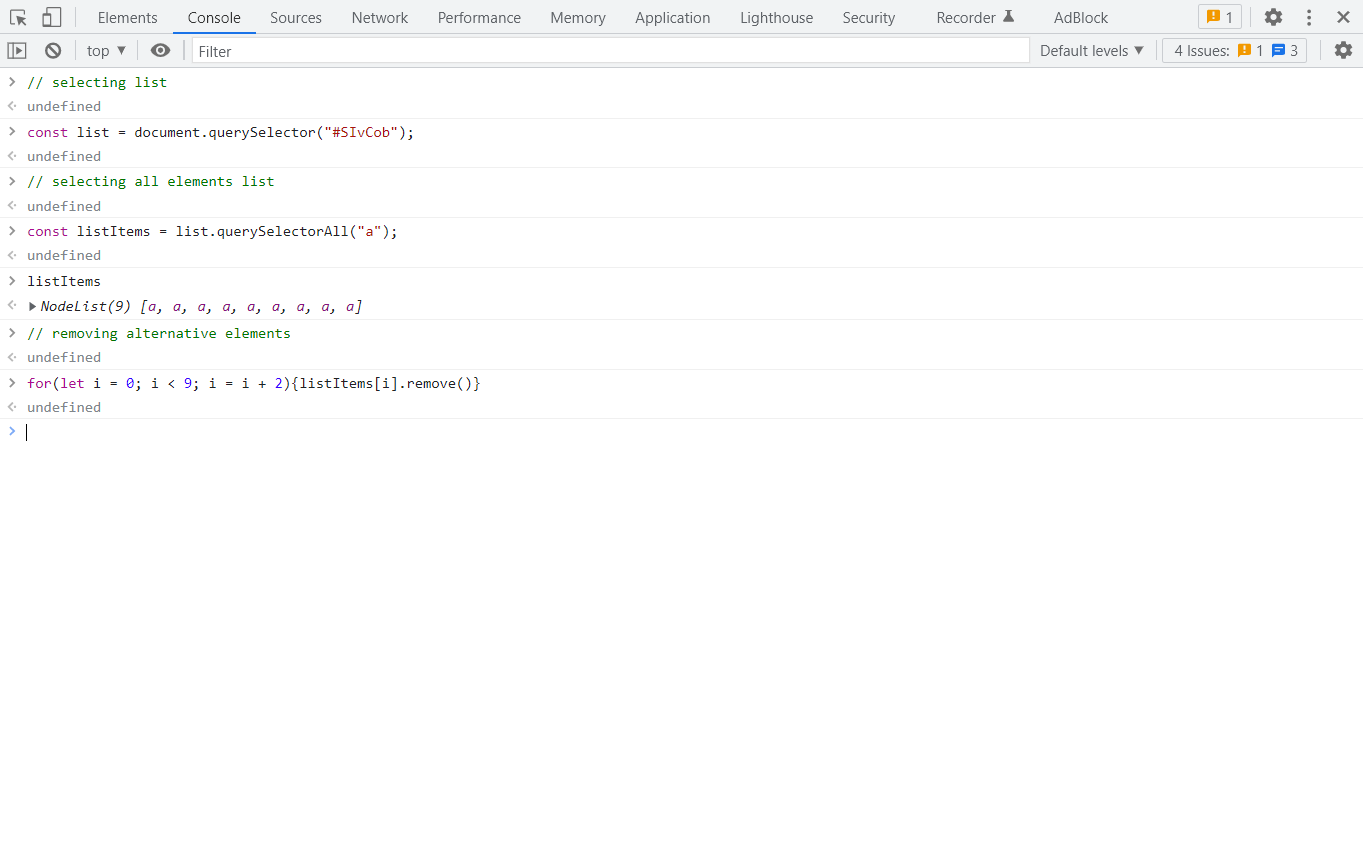 Elements Console Sources Network Performance Memory Application Lighthouse Security Recorder AdBlock 1
top Filter Default levels 4 Issues: 1 3
// selecting list
undefined
const list = document.querySelector("#SIvCob");
undefined
// selecting all elements list
undefined
const listItems = list.querySelectorAll("a");
undefined
listItems
NodeList(9) [a, a, a, a, a, a, a, a, a]
// removing alternative elements
undefined
for(let i = 0; i < 9; i = i + 2){listItems[i].remove()}
undefined